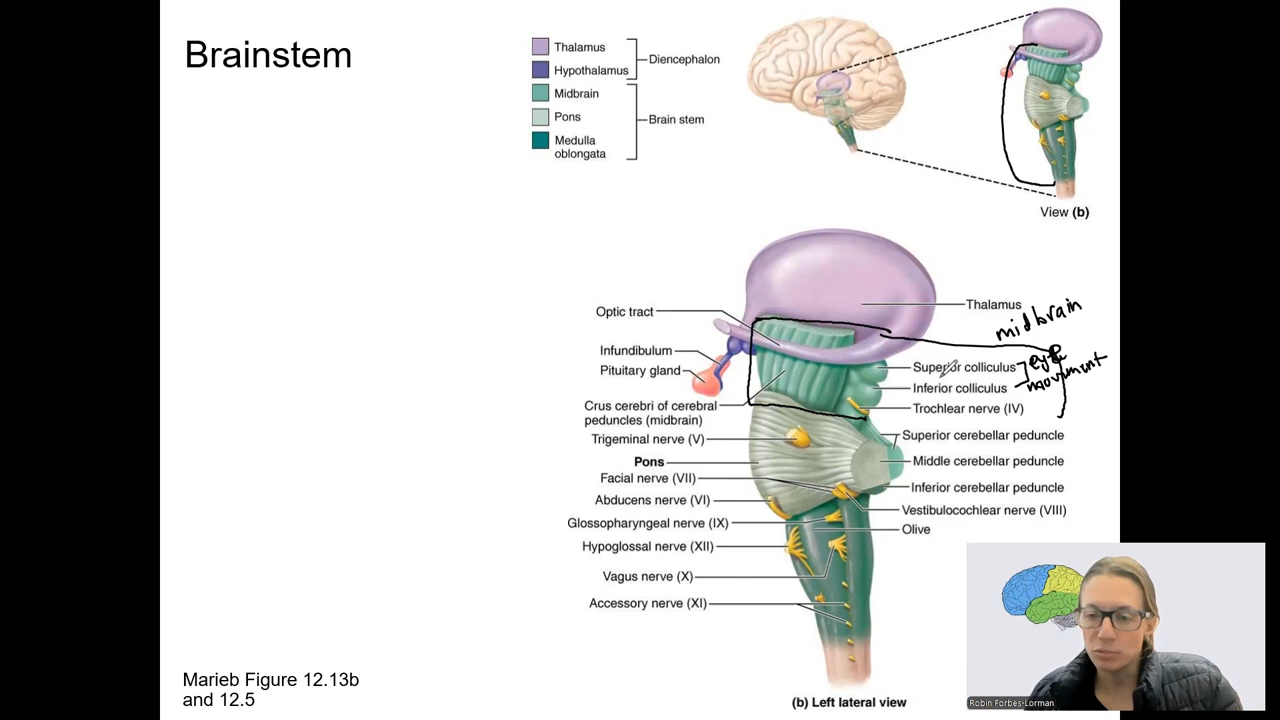 Brainstem
Thalamus
Hypothalamus
Diencephalon
Midbrain
Pons
Medulla
oblongata
Brain stem
View (b)
Optic tract
Infundibulum
Pituitary gland
Crus cerebri of cerebral
peduncles (midbrain)
Trigeminal nerve (V)
Pons
Facial nerve (VII)
Abducens nerve (VI)
Glossopharyngeal nerve (IX)
Hypoglossal nerve (XII)
Vagus nerve (X)
Accessory nerve (XI)
Thalamus
midbrain
Superior colliculus
Inferior colliculus
eye
movement
Trochlear nerve (IV)
Superior cerebellar peduncle
Middle cerebellar peduncle
Inferior cerebellar peduncle
Vestibulocochlear nerve (VIII)
Olive
(b) Left lateral view
Marieb Figure 12.13b
and 12.5
Robin Forbes-Lorman